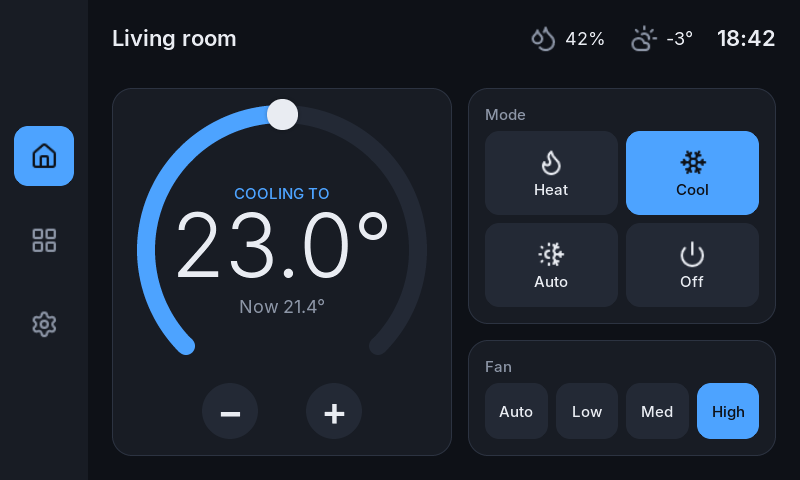 Living room
42%
-3°
18:42
COOLING TO
23.0°
Now 21.4°
Mode
Heat
Cool
Auto
Off
Fan
Auto
Low
Med
High